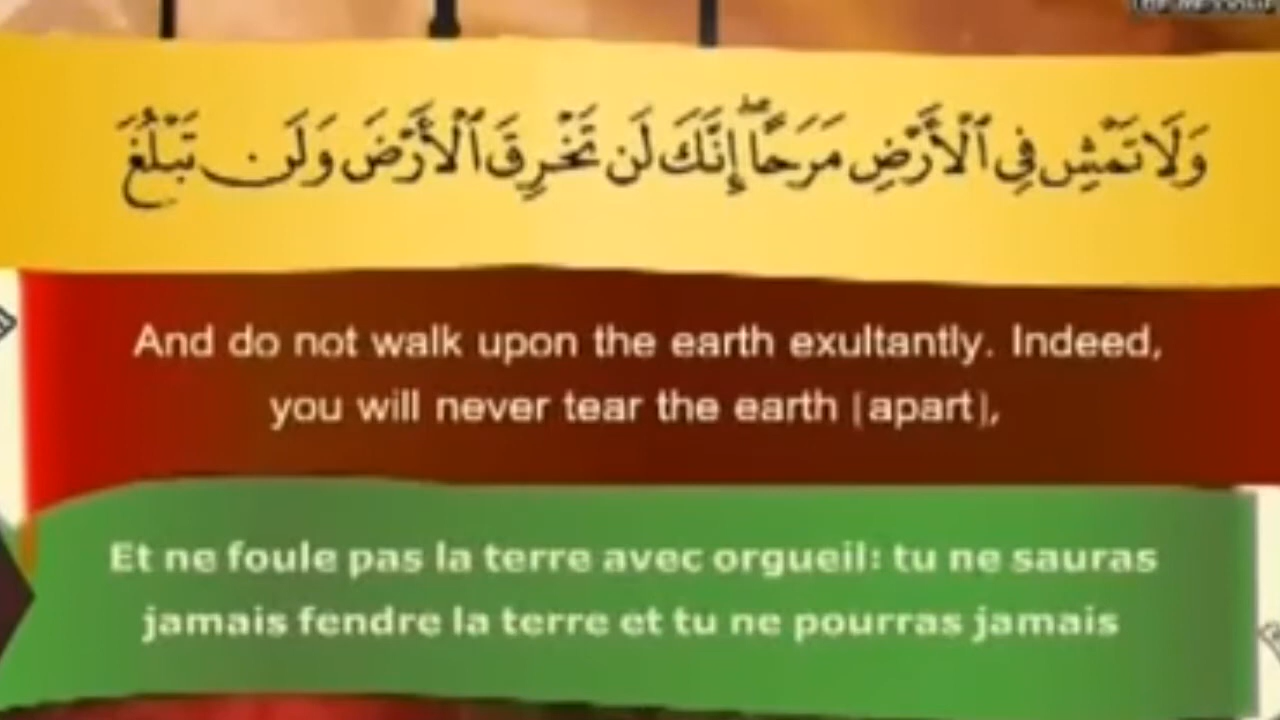 وَلَا تَمْشِ فِى ٱلْأَرْضِ مَرَحًا ۖ إِنَّكَ لَن تَخْرِقَ ٱلْأَرْضَ وَلَن تَبْلُغَ
And do not walk upon the earth exultantly. Indeed,
you will never tear the earth [apart],
Et ne foule pas la terre avec orgueil: tu ne sauras
jamais fendre la terre et tu ne pourras jamais